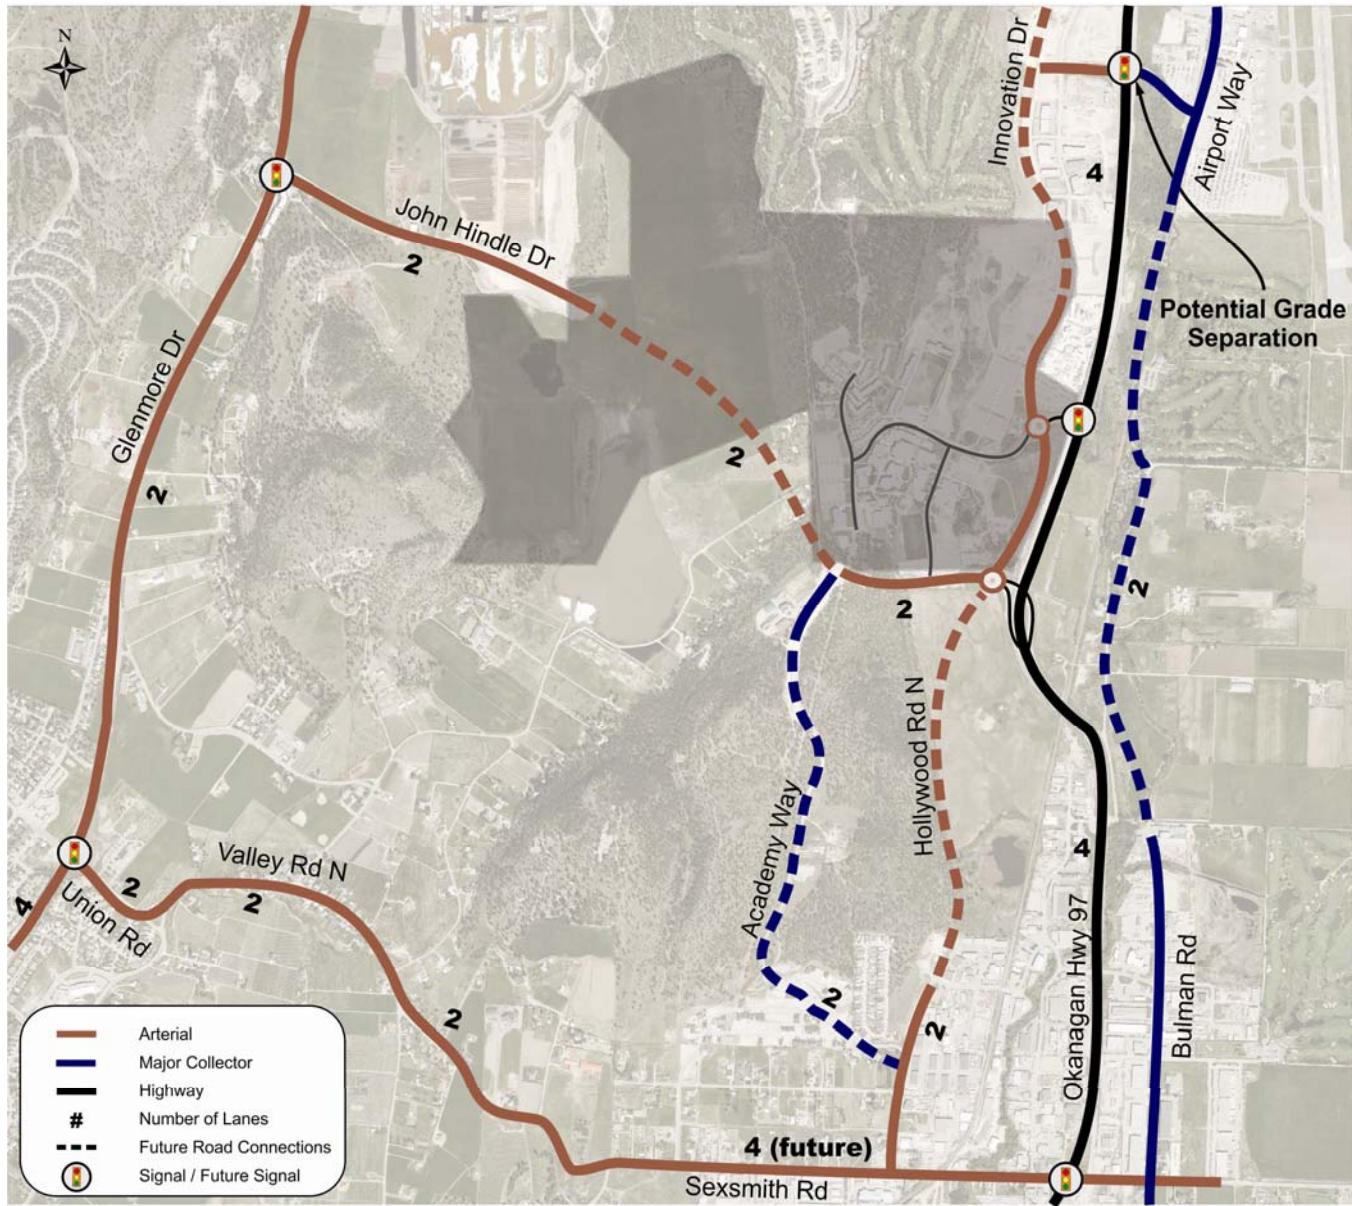 N
Innovation Dr
4
Airport Way
John Hindle Dr
2
Potential Grade
Separation
Glenmore Dr
2
2
2
2
Hollywood Rd N
Academy Way
4
Valley Rd N
2
2
4
Union Rd
Okanagan Hwy 97
Bulman Rd
2
2
2
4 (future)
Sexsmith Rd
Arterial
Major Collector
Highway
# Number of Lanes
Future Road Connections
Signal / Future Signal